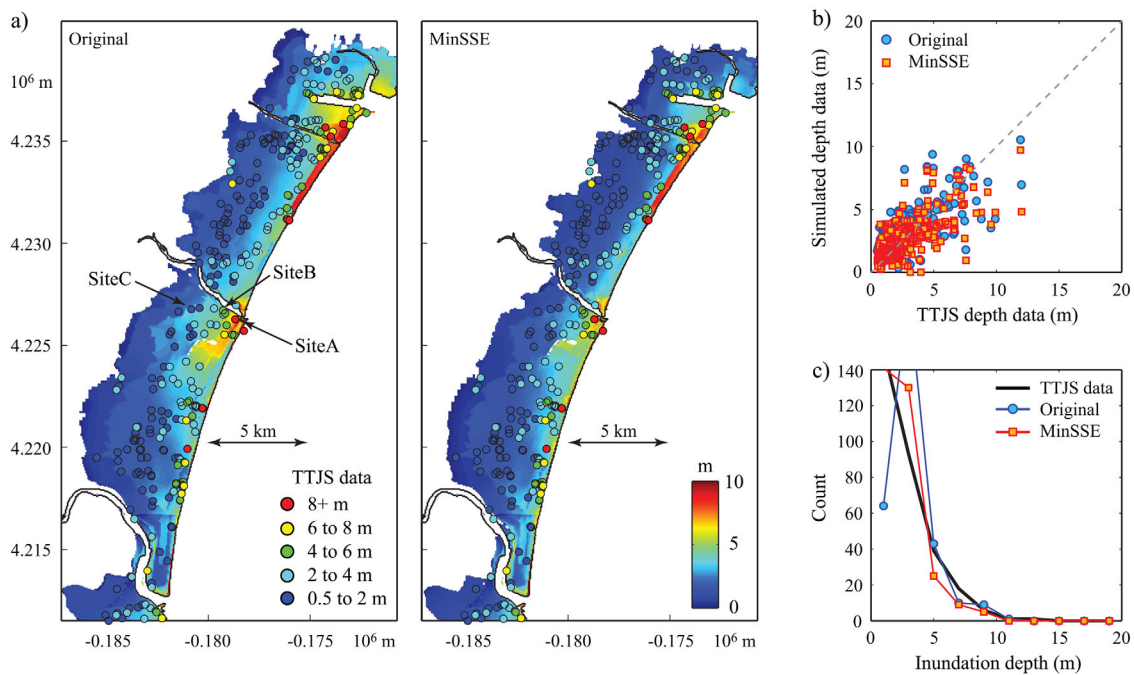 a)
Original
10⁶ m
4.235
4.230
4.225
4.220
4.215
SiteC
SiteB
SiteA
5 km
TTJS data
8+ m
6 to 8 m
4 to 6 m
2 to 4 m
0.5 to 2 m
-0.185
-0.180
-0.175
10⁶ m
MinSSE
5 km
m
10
5
0
-0.185
-0.180
-0.175
10⁶ m
b)
Original
MinSSE
Simulated depth data (m)
20
15
10
5
0
0
5
10
15
20
TTJS depth data (m)
c)
TTJS data
Original
MinSSE
Count
140
120
100
80
60
40
20
0
0
5
10
15
20
Inundation depth (m)